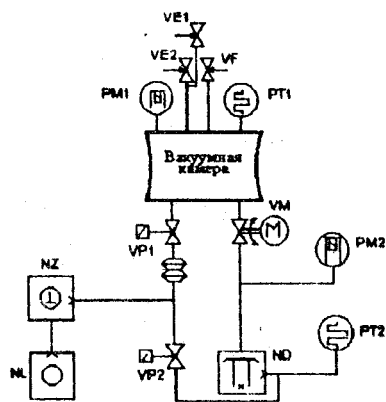 VE1
VE2
VF
PM1
PT1
Вакуумная
камера
VM
M
VP1
PM2
NZ
PT2
NL
VP2
ND